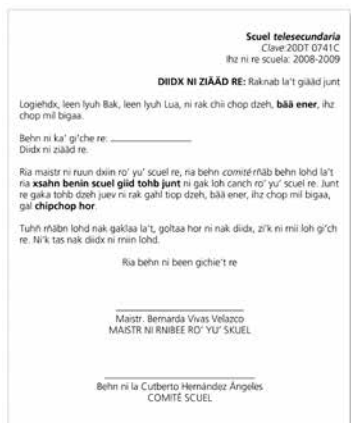 Scuel telesecundaria
Clave 20DT 0741C
Ihz ni re scuela: 2008-2009
DIIDX NI ZIÄÄD RE: Raknab la't giääd junt
Logiehdx, leen lyuh Bak, leen lyuh Lua, ni rak chii chop dzeh, bää ener, ihz
chop mil bigaa.
Behn ni ka' gi'che re:
Diidx ni ziääd re.
Ria maistr ni ruun dxiin ro' yu' scuel re, ria behn comité rñäb behn lohd la't
ria xsahn benin scuel giid tohb junt ni gak loh canch ro' yu' scuel re. Junt
re gaka tohb dzeh juev ni rak gahl tiop dzeh, bää ener, ihz chop mil bigaa,
gal chipchop hor.
Tuhñ rñäbn lohd nak gaklaa la't, goltaa hor ni nak diidx, zi'k ni rnii loh gi'ch
re. Ni'k tas nak diidx ni rniin lohd.
Ria behn ni been gichie't re
Maistr. Bernarda Vivas Velazco
MAISTR NI RNIBEE RO' YU' SKUEL
Behn ni la Cutberto Hernández Ángeles
COMITÉ SCUEL